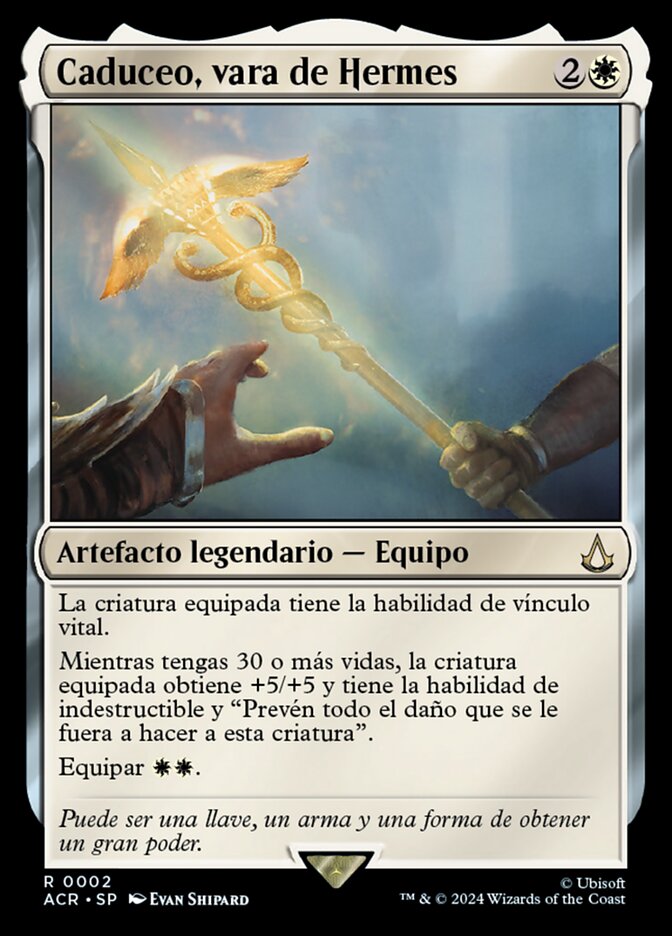 Caduceo, vara de Hermes 2
Artefacto legendario — Equipo
La criatura equipada tiene la habilidad de vínculo
vital.
Mientras tengas 30 o más vidas, la criatura
equipada obtiene +5/+5 y tiene la habilidad de
indestructible y “Prevén todo el daño que se le
fuera a hacer a esta criatura”.
Equipar .
Puede ser una llave, un arma y una forma de obtener
un gran poder.
R 0002
© Ubisoft
ACR • SP Evan Shipard
™ & © 2024 Wizards of the Coast